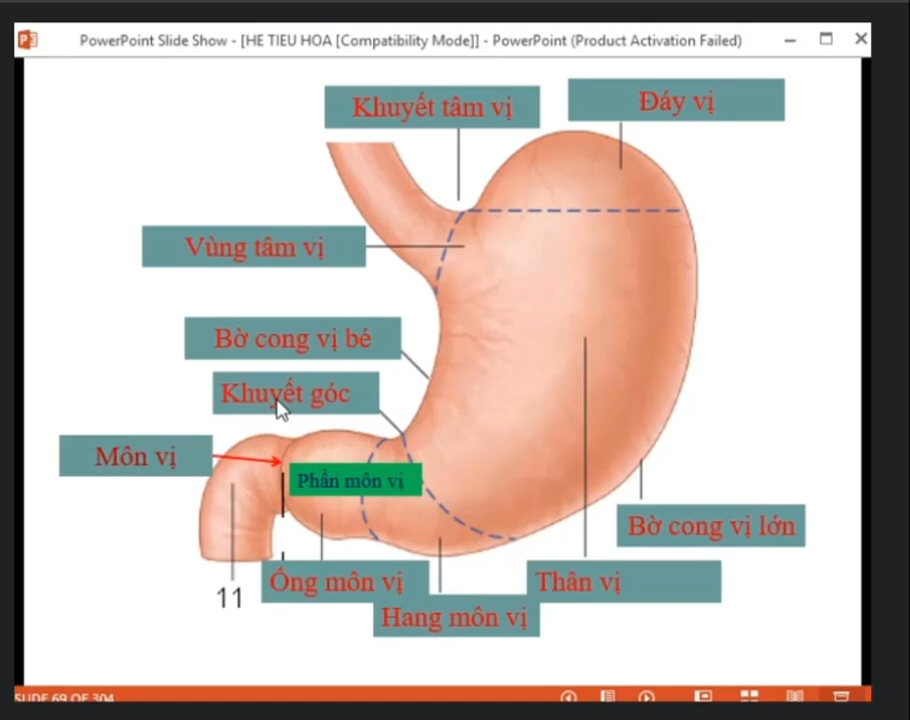 PowerPoint Slide Show - [HE TIEU HOA [Compatibility Mode]] - PowerPoint (Product Activation Failed)
Khuyết tâm vị
Đáy vị
Vùng tâm vị
Bờ cong vị bé
Khuyết góc
Môn vị
Phần môn vị
Bờ cong vị lớn
Ống môn vị
Thân vị
11
Hang môn vị
SLIDE 69 OF 304